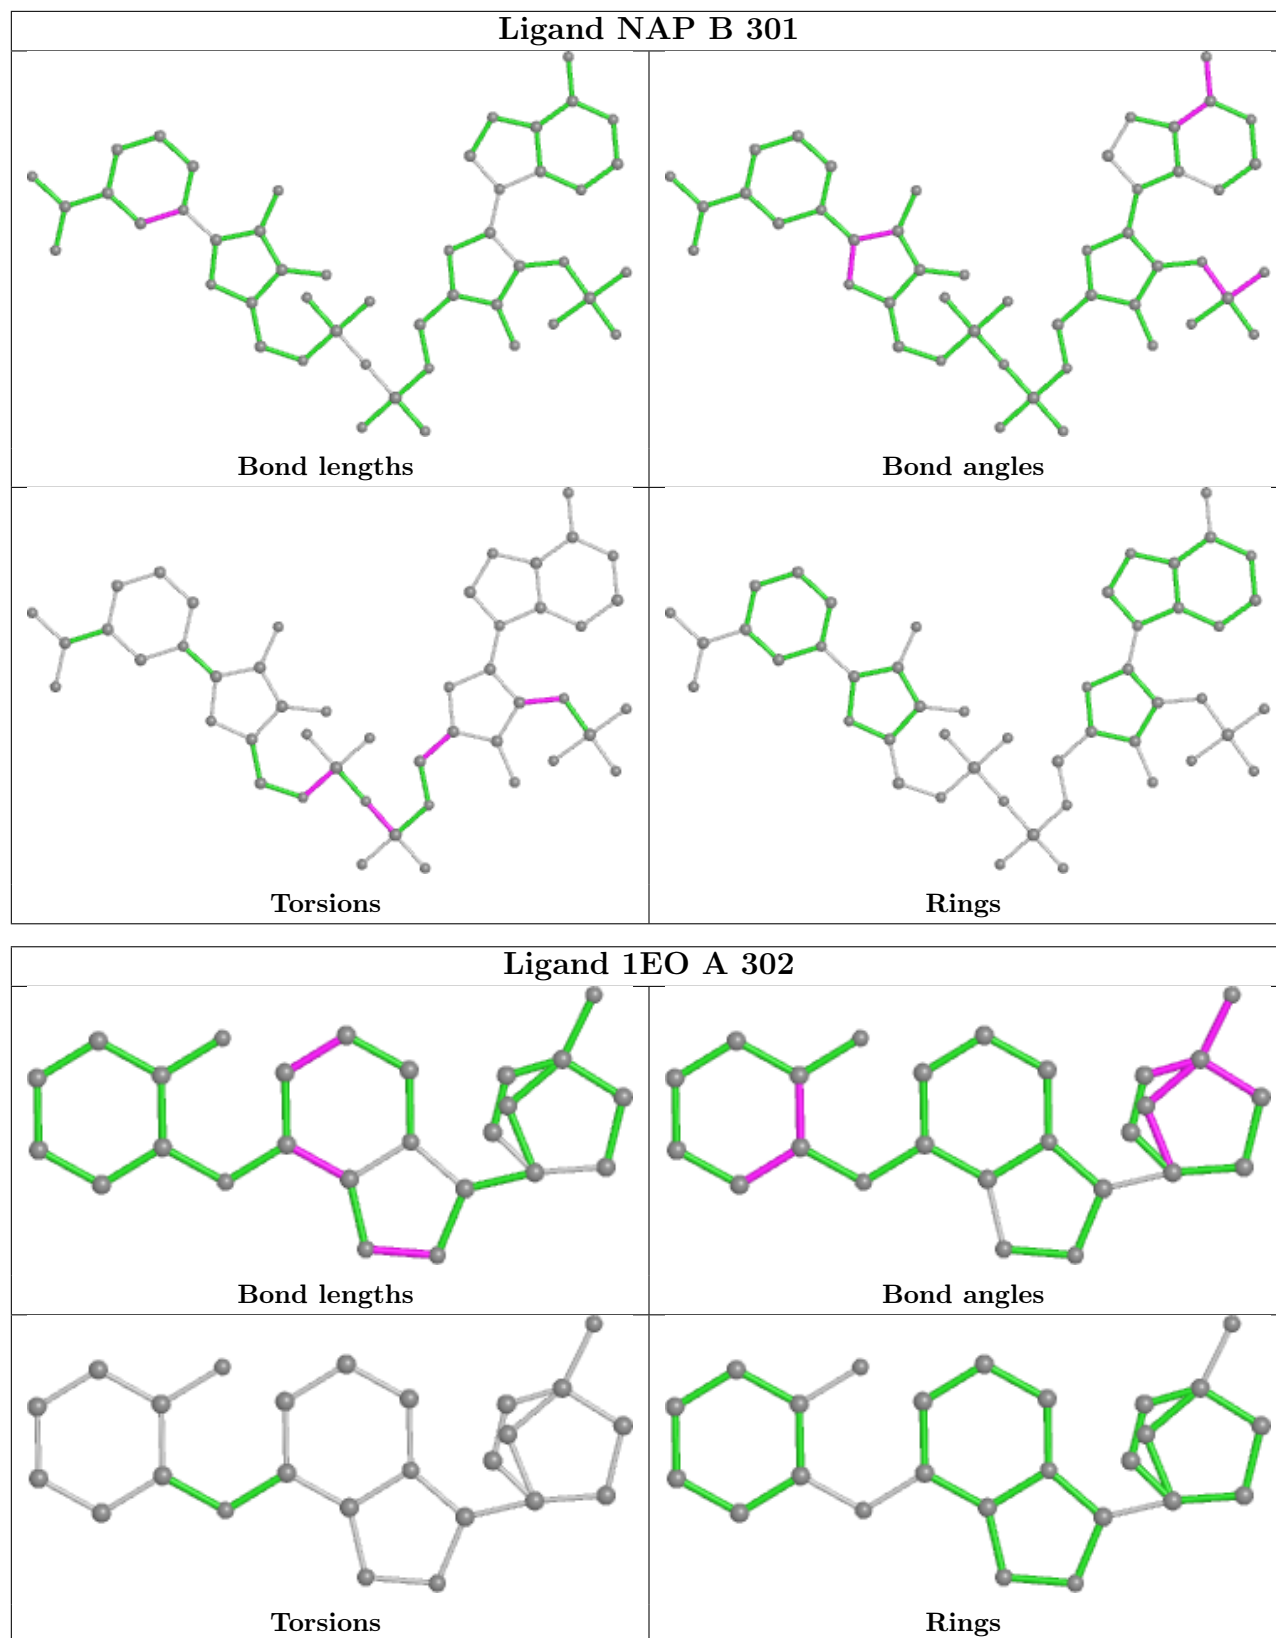 Ligand NAP B 301
Bond lengths
Bond angles
Torsions
Rings
Ligand 1EO A 302
Bond lengths
Bond angles
Torsions
Rings